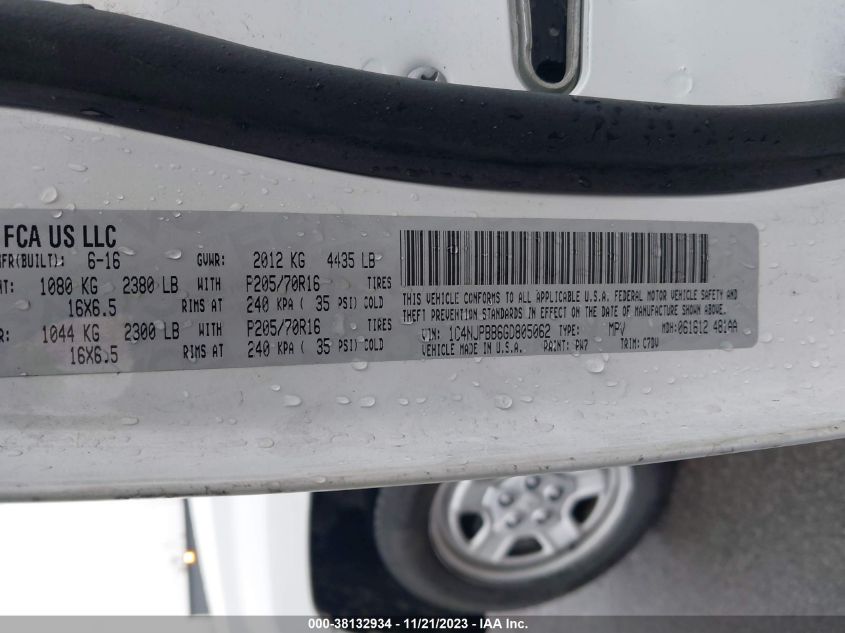 FCA US LLC
MFR(BUILT): 6-16 GVWR: 2012 KG 4435 LB
AT: 1080 KG 2380 LB WITH P205/70R16 TIRES
16X6.5 RIMS AT 240 KPA ( 35 PSI) COLD
R: 1044 KG 2300 LB WITH P205/70R16 TIRES
16X6.5 RIMS AT 240 KPA ( 35 PSI) COLD
THIS VEHICLE CONFORMS TO ALL APPLICABLE U.S.A. FEDERAL MOTOR VEHICLE SAFETY AND
THEFT PREVENTION STANDARDS IN EFFECT ON THE DATE OF MANUFACTURE SHOWN ABOVE.
VIN: 1C4NJPBB6GD805062 TYPE: MPV MDH:061612 481AA
VEHICLE MADE IN U.S.A. PAINT: PW7 TRIM: C7DV
000-38132934 - 11/21/2023 - IAA Inc.